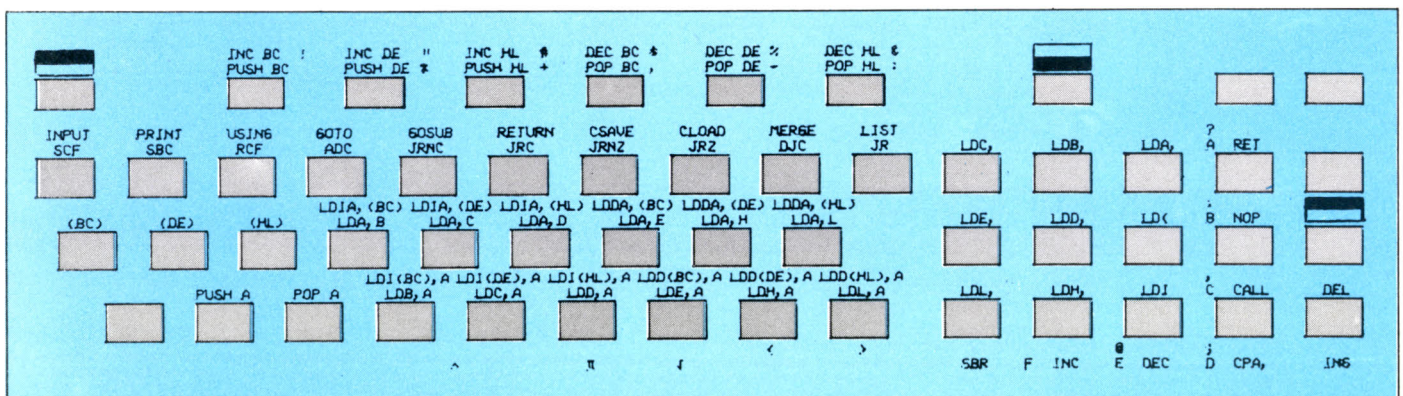 INC BC ! INC DE " INC HL # DEC BC $ DEC DE % DEC HL &
PUSH BC PUSH DE * PUSH HL + POP BC , POP DE - POP HL :
INPUT PRINT USING GOTO GOSUB RETURN CSAVE CLOAD MERGE LIST ?
SCF SBC RCF ADC JRNC JRC JRNZ JRZ DJC JR LDC, LDB, LDA, A RET
LDIA, (BC) LDIA, (DE) LDIA, (HL) LDDA, (BC) LDDA, (DE) LDDA, (HL)
(BC) (DE) (HL) LDA, B LDA, C LDA, D LDA, E LDA, H LDA, L LDE, LDD, LD( : B NOP
LDI(BC), A LDI(DE), A LDI(HL), A LDD(BC), A LDD(DE), A LDD(HL), A
PUSH A POP A LDB, A LDC, A LDD, A LDE, A LDH, A LDL, A LDL, LDH, LDI , C CALL DEL
^ π √ < > @ ;
SBR F INC E DEC D CPA, INS